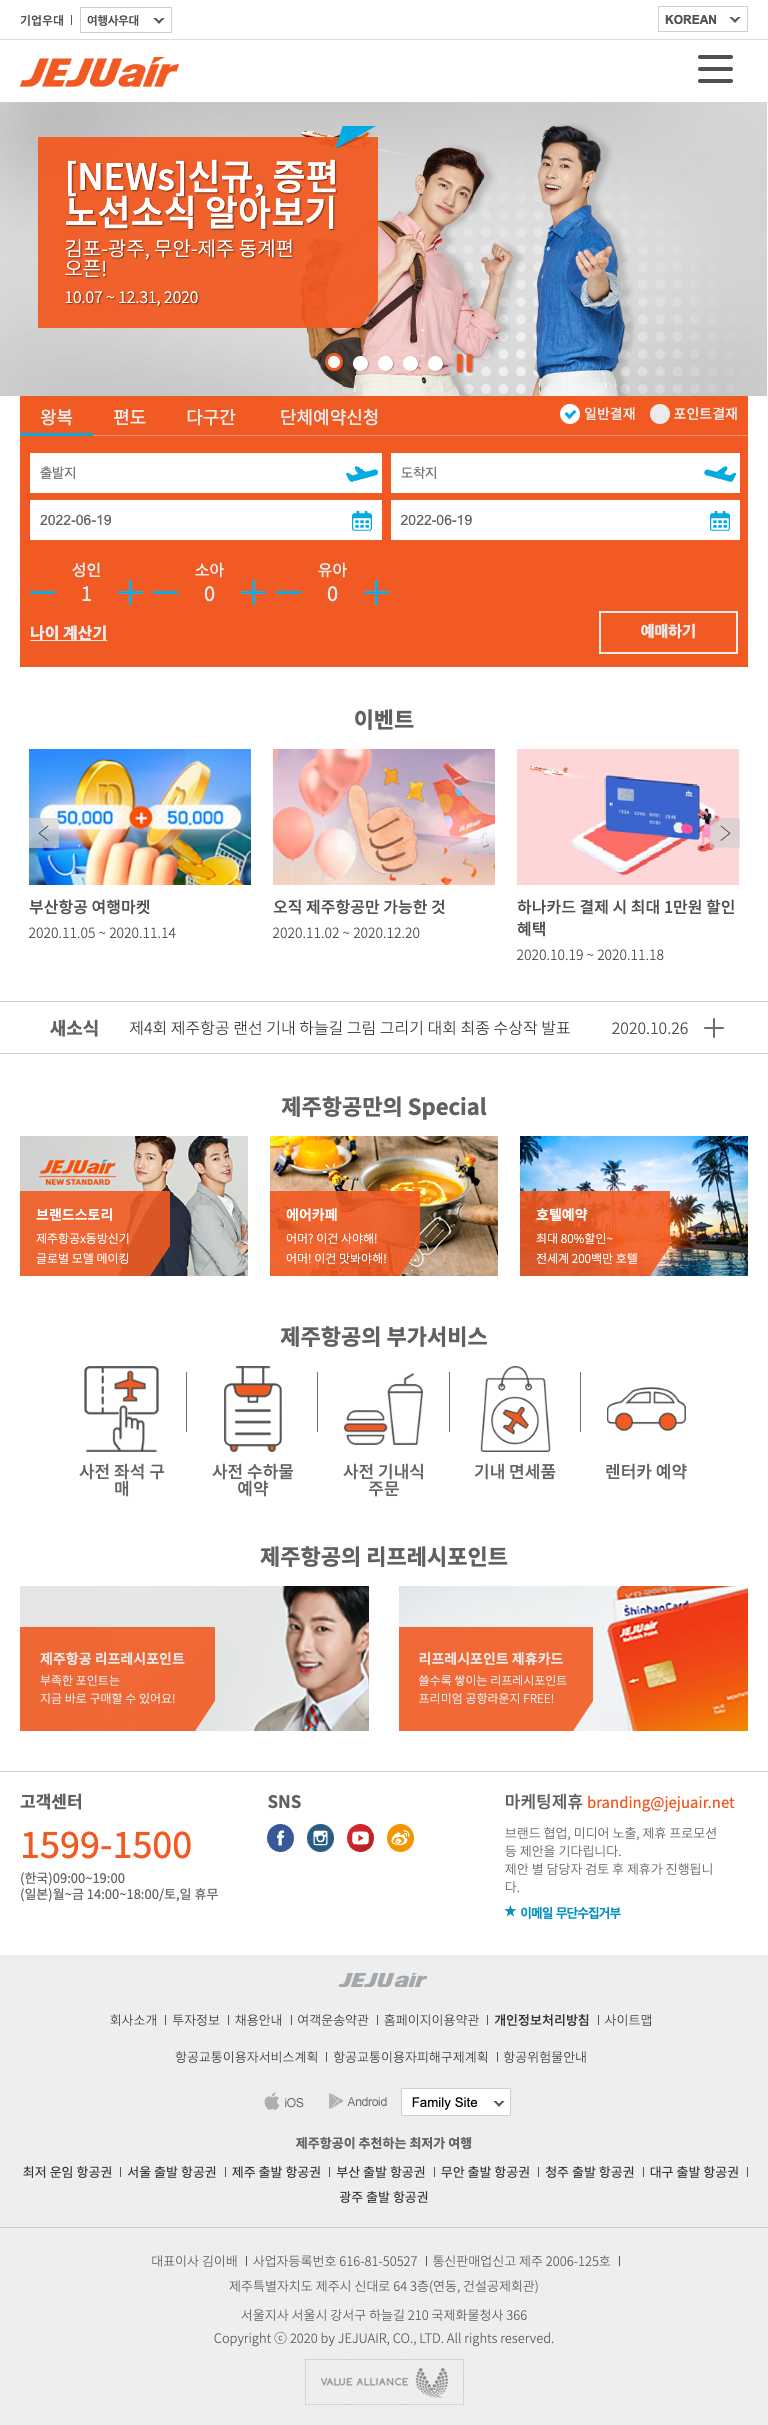 기업우대 여행사우대 KOREAN
JEJUair
[NEWs]신규, 증편
노선소식 알아보기
김포-광주, 무안-제주 동계편
오픈!
10.07 ~ 12.31, 2020
왕복 편도 다구간 단체예약신청 일반결재 포인트결재
출발지 도착지
2022-06-19 2022-06-19
성인 소아 유아
1 0 0
나이 계산기 예매하기
이벤트
50,000 + 50,000
부산항공 여행마켓
2020.11.05 ~ 2020.11.14
오직 제주항공만 가능한 것
2020.11.02 ~ 2020.12.20
하나카드 결제 시 최대 1만원 할인
혜택
2020.10.19 ~ 2020.11.18
새소식 제4회 제주항공 랜선 기내 하늘길 그림 그리기 대회 최종 수상작 발표 2020.10.26
제주항공만의 Special
JEJUair
NEW STANDARD
브랜드스토리
제주항공x동방신기
글로벌 모델 메이킹
에어카페
어머? 이건 사야해!
어머! 이건 맛봐야해!
호텔예약
최대 80%할인~
전세계 200백만 호텔
제주항공의 부가서비스
사전 좌석 구
매
사전 수하물
예약
사전 기내식
주문
기내 면세품
렌터카 예약
제주항공의 리프레시포인트
제주항공 리프레시포인트
부족한 포인트는
지금 바로 구매할 수 있어요!
ShinhanCard
JEJUair
Refresh Point
리프레시포인트 제휴카드
쓸수록 쌓이는 리프레시포인트
프리미엄 공항라운지 FREE!
고객센터
1599-1500
(한국)09:00~19:00
(일본)월~금 14:00~18:00/토,일 휴무
SNS
마케팅제휴 branding@jejuair.net
브랜드 협업, 미디어 노출, 제휴 프로모션
등 제안을 기다립니다.
제안 별 담당자 검토 후 제휴가 진행됩니
다.
★ 이메일 무단수집거부
JEJUair
회사소개 투자정보 채용안내 여객운송약관 홈페이지이용약관 개인정보처리방침 사이트맵
항공교통이용자서비스계획 항공교통이용자피해구제계획 항공위험물안내
iOS Android Family Site
제주항공이 추천하는 최저가 여행
최저 운임 항공권 서울 출발 항공권 제주 출발 항공권 부산 출발 항공권 무안 출발 항공권 청주 출발 항공권 대구 출발 항공권
광주 출발 항공권
대표이사 김이배 사업자등록번호 616-81-50527 통신판매업신고 제주 2006-125호
제주특별자치도 제주시 신대로 64 3층(연동, 건설공제회관)
서울지사 서울시 강서구 하늘길 210 국제화물청사 366
Copyright ⓒ 2020 by JEJUAIR, CO., LTD. All rights reserved.
VALUE ALLIANCE